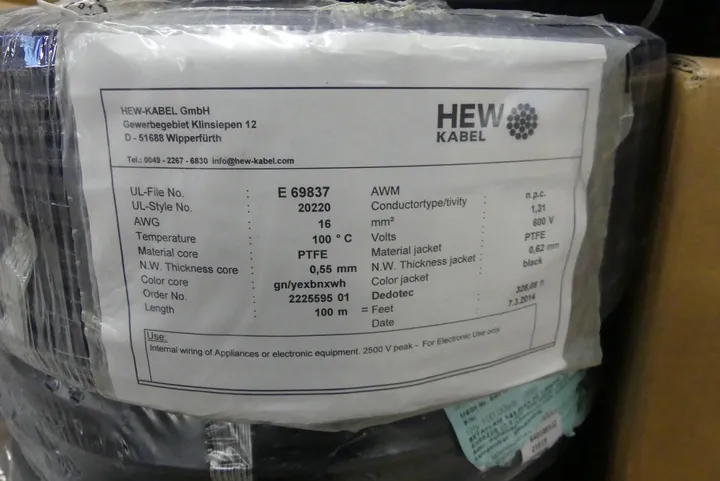 HEW-KABEL GmbH
Gewerbegebiet Klinsiepen 12
D - 51688 Wipperfürth
HEW
KABEL
Tel.: 0049 - 2267 - 6830 info@hew-kabel.com
UL-File No. : E 69837 AWM
UL-Style No. : 20220 Conductortype/tivity : n.p.c.
AWG : 16 mm² : 1,31
Temperature : 100 ° C Volts : 600 V
Material core : PTFE Material jacket : PTFE
N.W. Thickness core : 0,55 mm N.W. Thickness jacket : 0,62 mm
Color core : gn/yexbnxwh Color jacket : black
Order No. : 2225595 01 Dedotec
Length : 100 m = Feet : 328,08 ft
Date : 7.3.2014
Use:
Internal wiring of Appliances or electronic equipment. 2500 V peak - For Electronic Use only